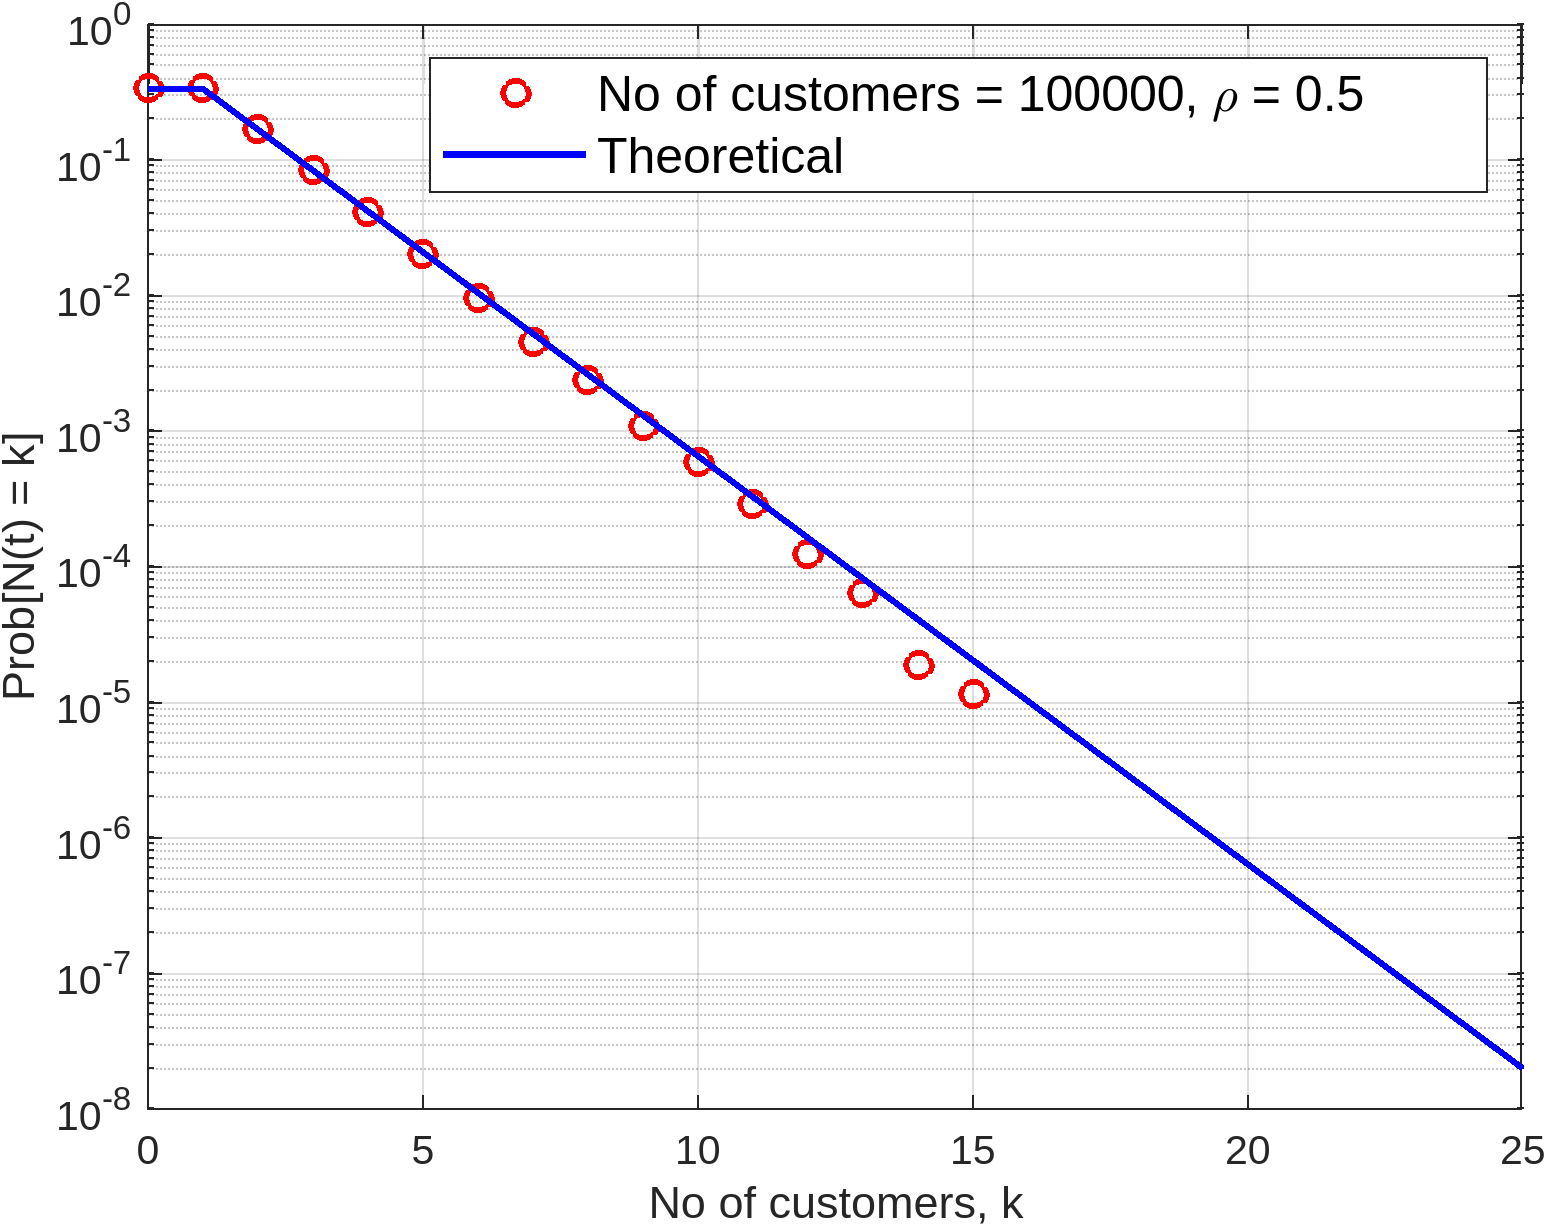 10^0
10^-1
10^-2
10^-3
10^-4
10^-5
10^-6
10^-7
10^-8
Prob[N(t) = k]
No of customers = 100000, ρ = 0.5
Theoretical
0 5 10 15 20 25
No of customers, k